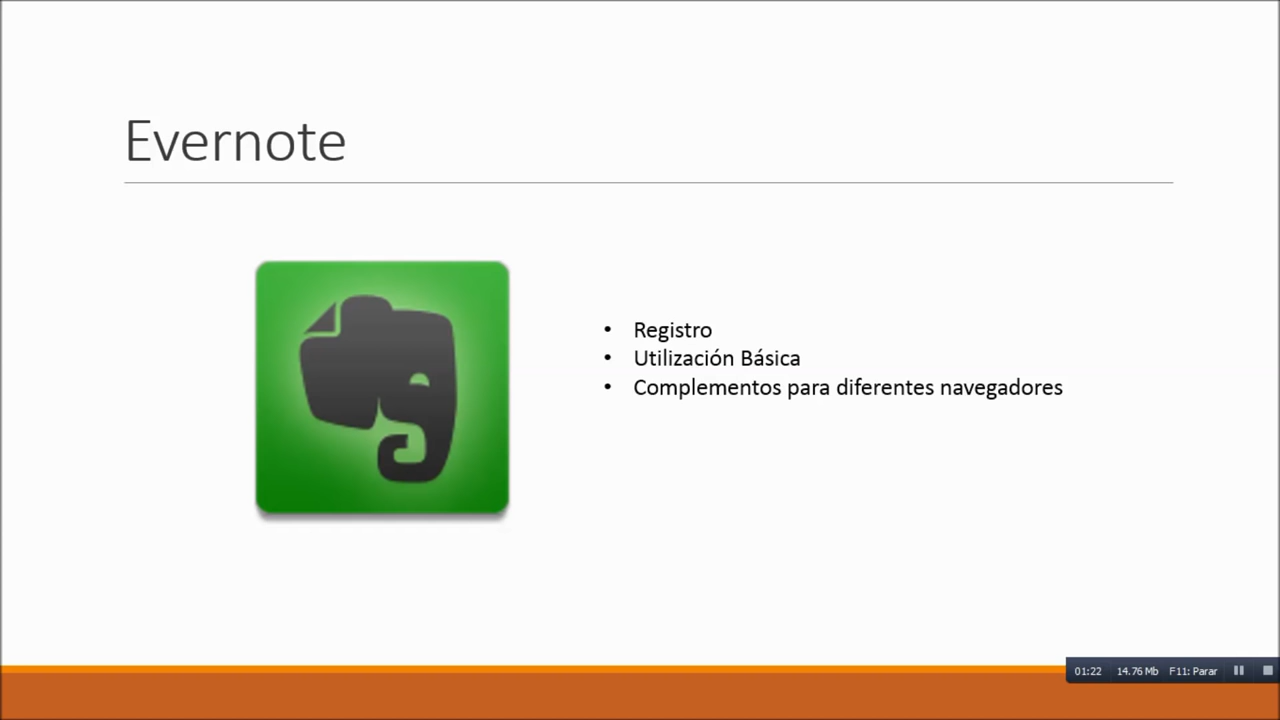 Evernote
• Registro
• Utilización Básica
• Complementos para diferentes navegadores
01:22 14.76 Mb F11: Parar